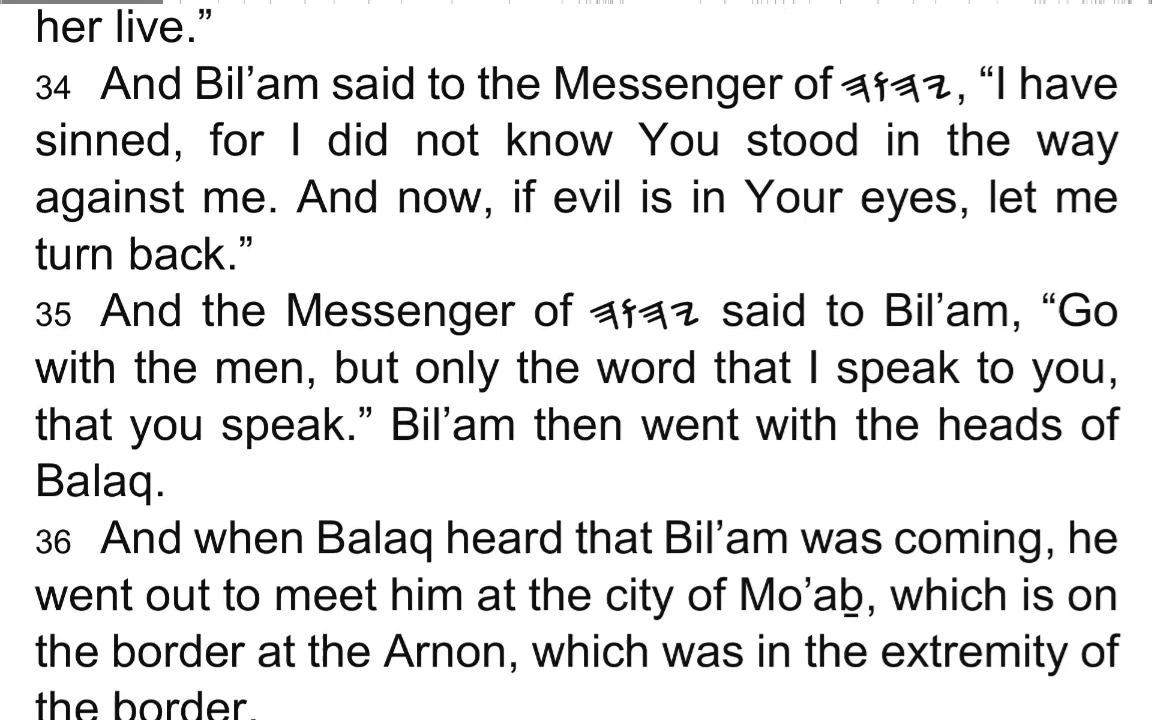 her live.”
34 And Bil’am said to the Messenger of 𐤉𐤄𐤅𐤄, “I have
sinned, for I did not know You stood in the way
against me. And now, if evil is in Your eyes, let me
turn back.”
35 And the Messenger of 𐤉𐤄𐤅𐤄 said to Bil’am, “Go
with the men, but only the word that I speak to you,
that you speak.” Bil’am then went with the heads of
Balaq.
36 And when Balaq heard that Bil’am was coming, he
went out to meet him at the city of Mo’aḇ, which is on
the border at the Arnon, which was in the extremity of
the border.